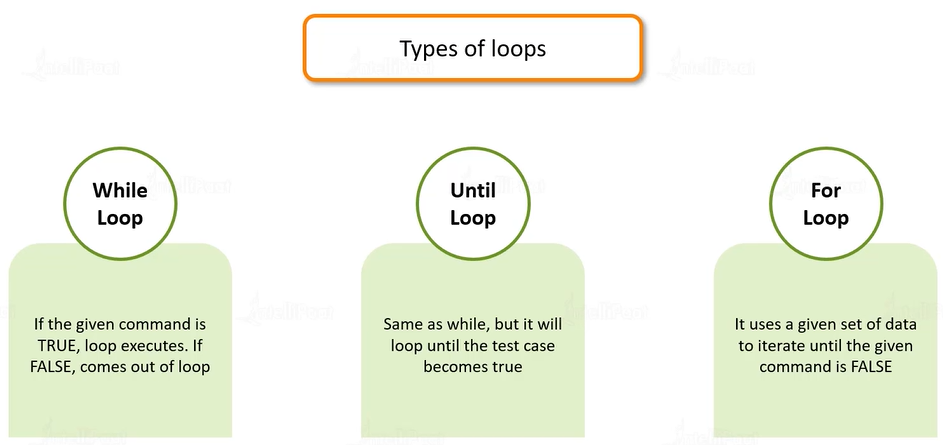 Types of loops
While
Loop
If the given command is
TRUE, loop executes. If
FALSE, comes out of loop
Until
Loop
Same as while, but it will
loop until the test case
becomes true
For
Loop
It uses a given set of data
to iterate until the given
command is FALSE